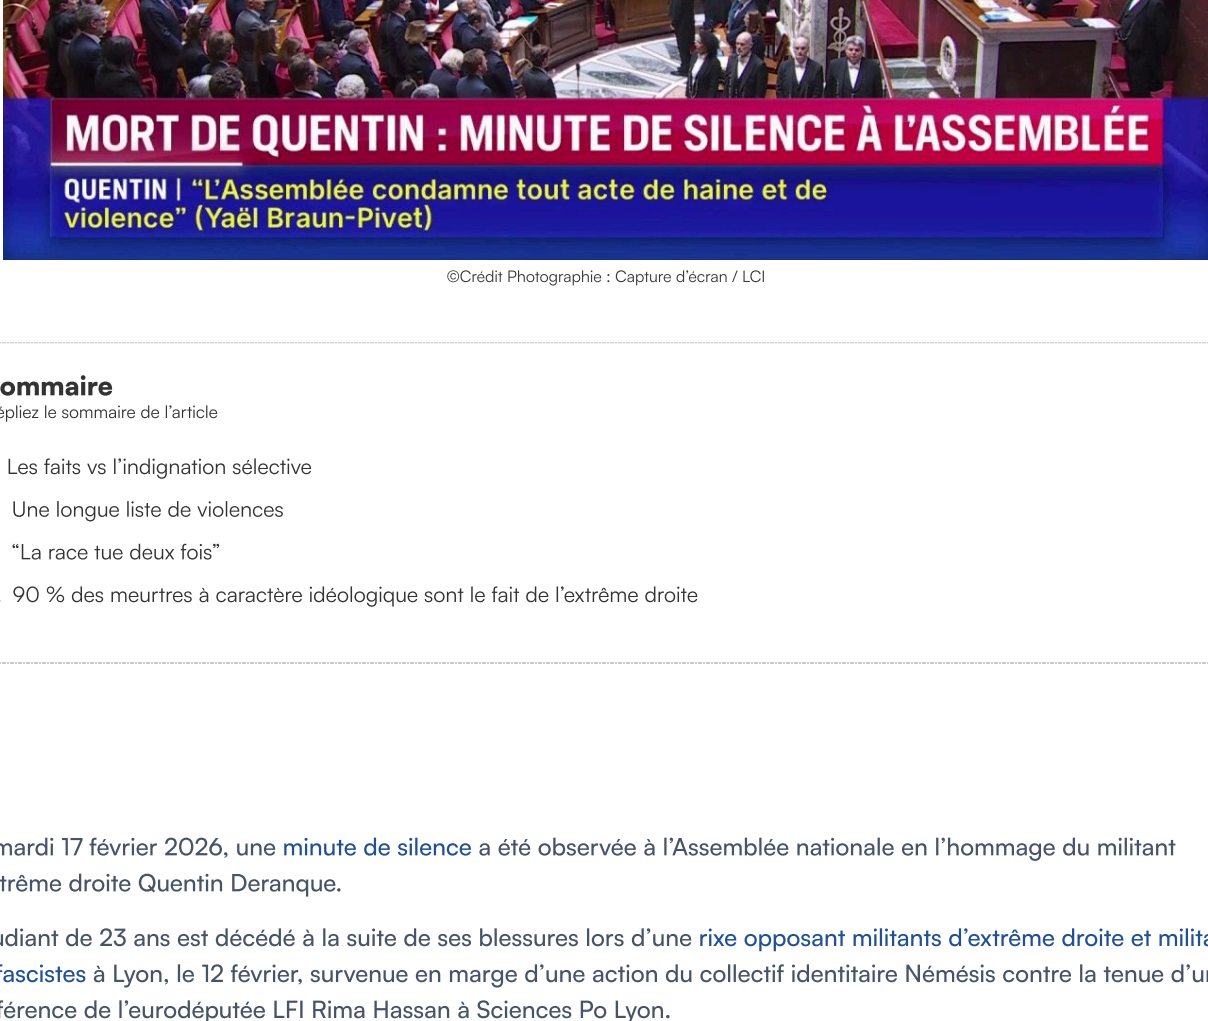 MORT DE QUENTIN : MINUTE DE SILENCE À L'ASSEMBLÉE
QUENTIN | “L'Assemblée condamne tout acte de haine et de
violence” (Yaël Braun-Pivet)
©Crédit Photographie : Capture d'écran / LCI
ommaire
épliez le sommaire de l'article
Les faits vs l'indignation sélective
Une longue liste de violences
“La race tue deux fois”
90 % des meurtres à caractère idéologique sont le fait de l'extrême droite
mardi 17 février 2026, une minute de silence a été observée à l'Assemblée nationale en l'hommage du militant
trême droite Quentin Deranque.
udiant de 23 ans est décédé à la suite de ses blessures lors d'une rixe opposant militants d'extrême droite et milita
fascistes à Lyon, le 12 février, survenue en marge d'une action du collectif identitaire Némésis contre la tenue d'u
férence de l'eurodéputée LFI Rima Hassan à Sciences Po Lyon.